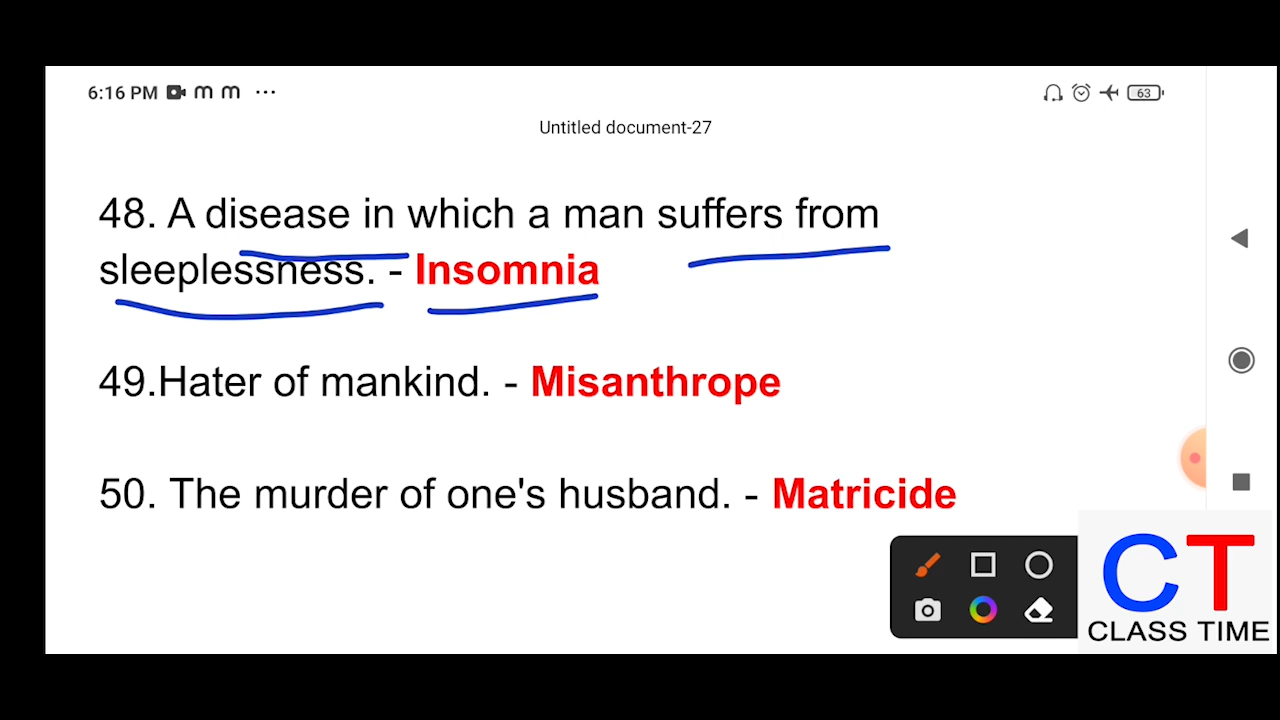 6:16 PM m m ...
63
Untitled document-27
48. A disease in which a man suffers from
sleeplessness. - Insomnia
49.Hater of mankind. - Misanthrope
50. The murder of one's husband. - Matricide
CT
CLASS TIME